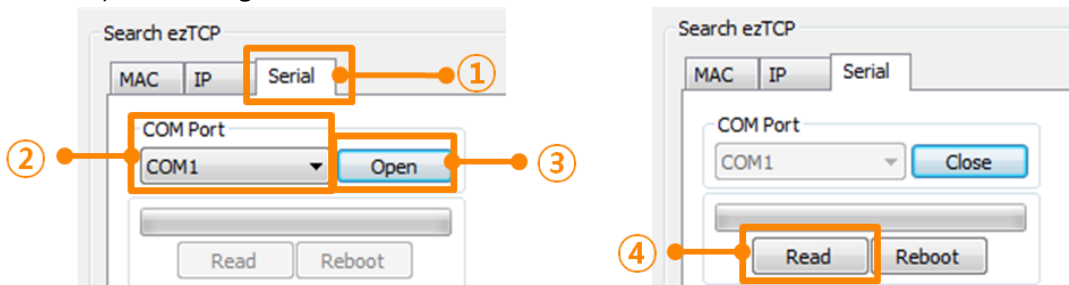 Search ezTCP
MAC IP Serial
①
COM Port
②
COM1 Open
③
Read Reboot
Search ezTCP
MAC IP Serial
COM Port
COM1 Close
④
Read Reboot